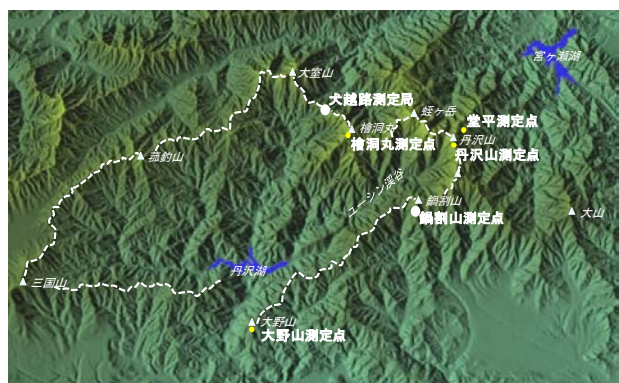 宮ヶ瀬湖
大室山
犬越路測定局
蛭ヶ岳
堂平測定点
檜洞丸
丹沢山
檜洞丸測定点
丹沢山測定点
菰釣山
ユーシン渓谷
鍋割山
鍋割山測定点
大山
丹沢湖
三国山
大野山
大野山測定点